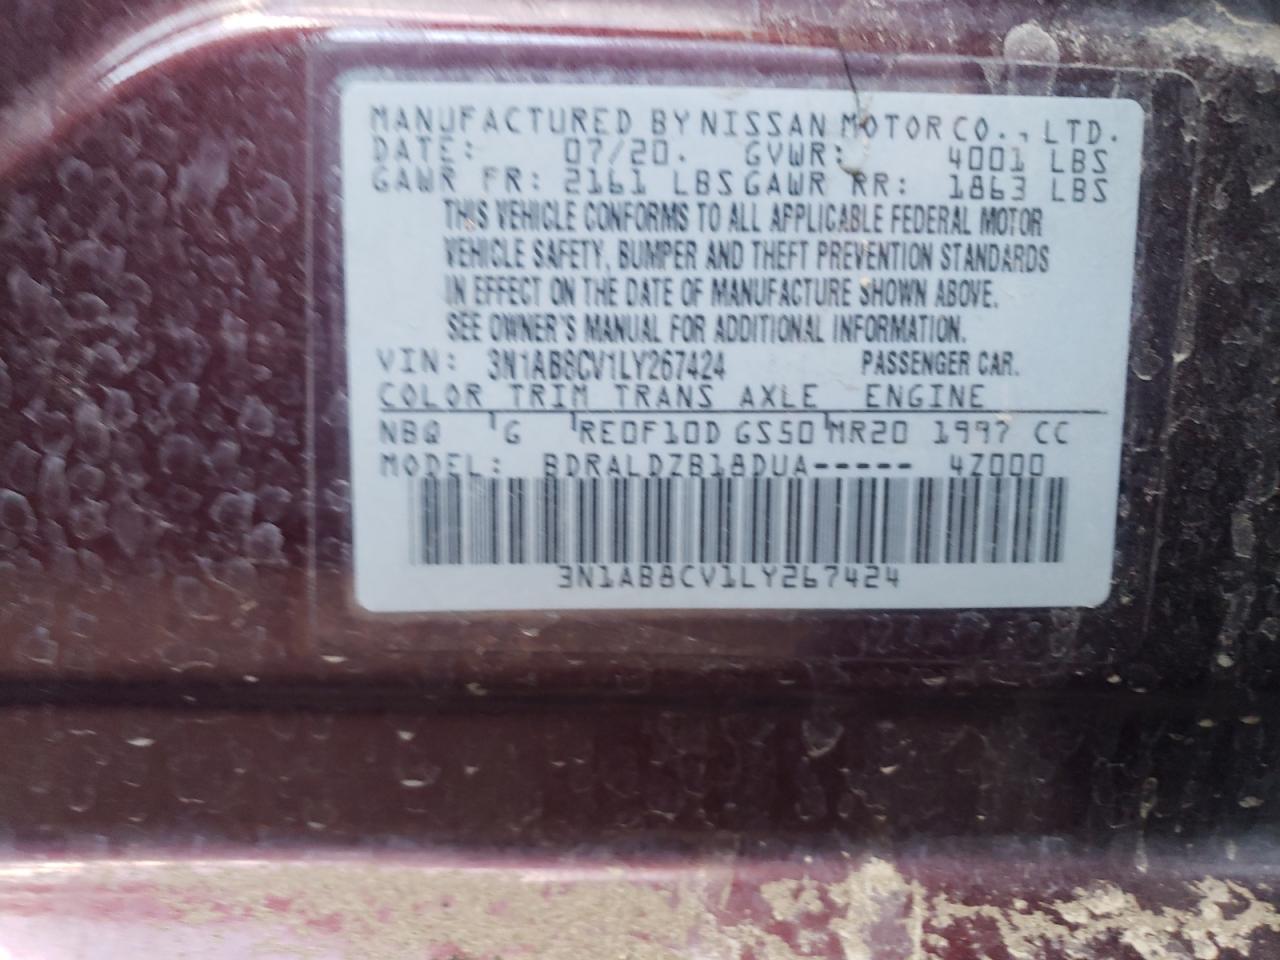 MANUFACTURED BY NISSAN MOTOR CO., LTD.
DATE: 07/20. GVWR: 4001 LBS
GAWR FR: 2161 LBS GAWR RR: 1863 LBS
THIS VEHICLE CONFORMS TO ALL APPLICABLE FEDERAL MOTOR
VEHICLE SAFETY, BUMPER AND THEFT PREVENTION STANDARDS
IN EFFECT ON THE DATE OF MANUFACTURE SHOWN ABOVE.
SEE OWNER'S MANUAL FOR ADDITIONAL INFORMATION.
VIN: 3N1AB8CV1LY267424 PASSENGER CAR.
COLOR TRIM TRANS AXLE ENGINE
NBQ G RE0F10D GS50 MR20 1997 CC
MODEL: BDRALDZB18DUA----- 4Z000
3N1AB8CV1LY267424